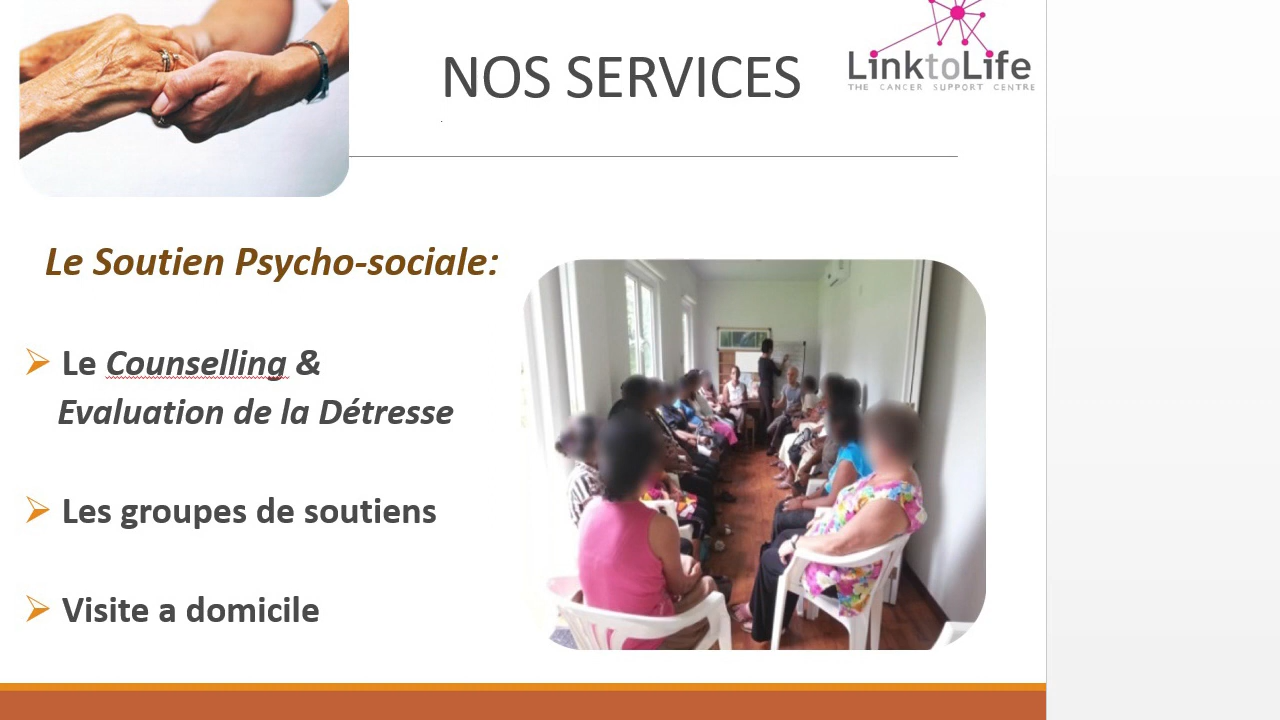 NOS SERVICES
LinktoLife
THE CANCER SUPPORT CENTRE
Le Soutien Psycho-sociale:
Le Counselling &
Evaluation de la Détresse
Les groupes de soutiens
Visite a domicile